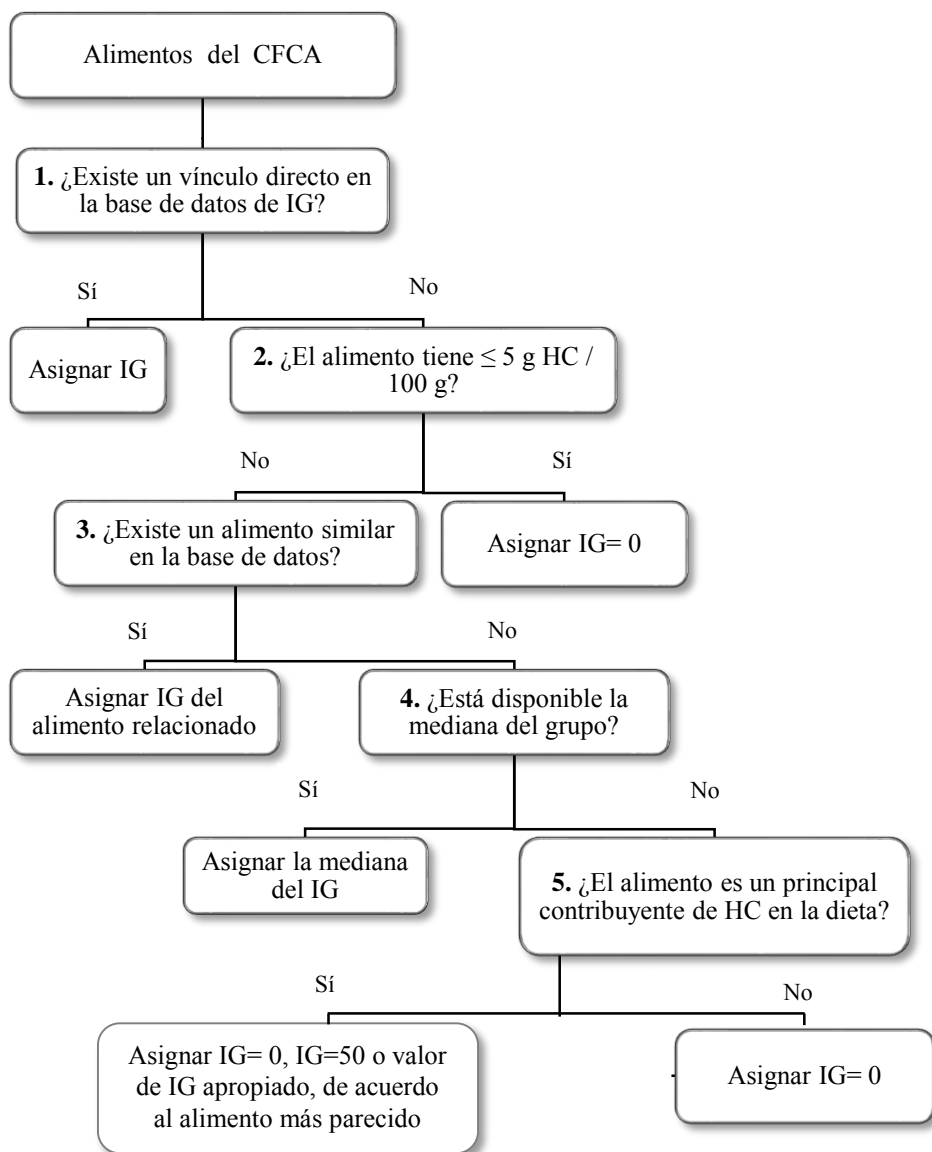 Alimentos del CFCA
1. ¿Existe un vínculo directo en
la base de datos de IG?
Sí
No
Asignar IG
2. ¿El alimento tiene ≤ 5 g HC /
100 g?
No
Sí
3. ¿Existe un alimento similar
en la base de datos?
Asignar IG= 0
Sí
No
Asignar IG del
alimento relacionado
4. ¿Está disponible la
mediana del grupo?
Sí
No
Asignar la mediana
del IG
5. ¿El alimento es un principal
contribuyente de HC en la dieta?
Sí
No
Asignar IG= 0, IG=50 o valor
de IG apropiado, de acuerdo
al alimento más parecido
Asignar IG= 0